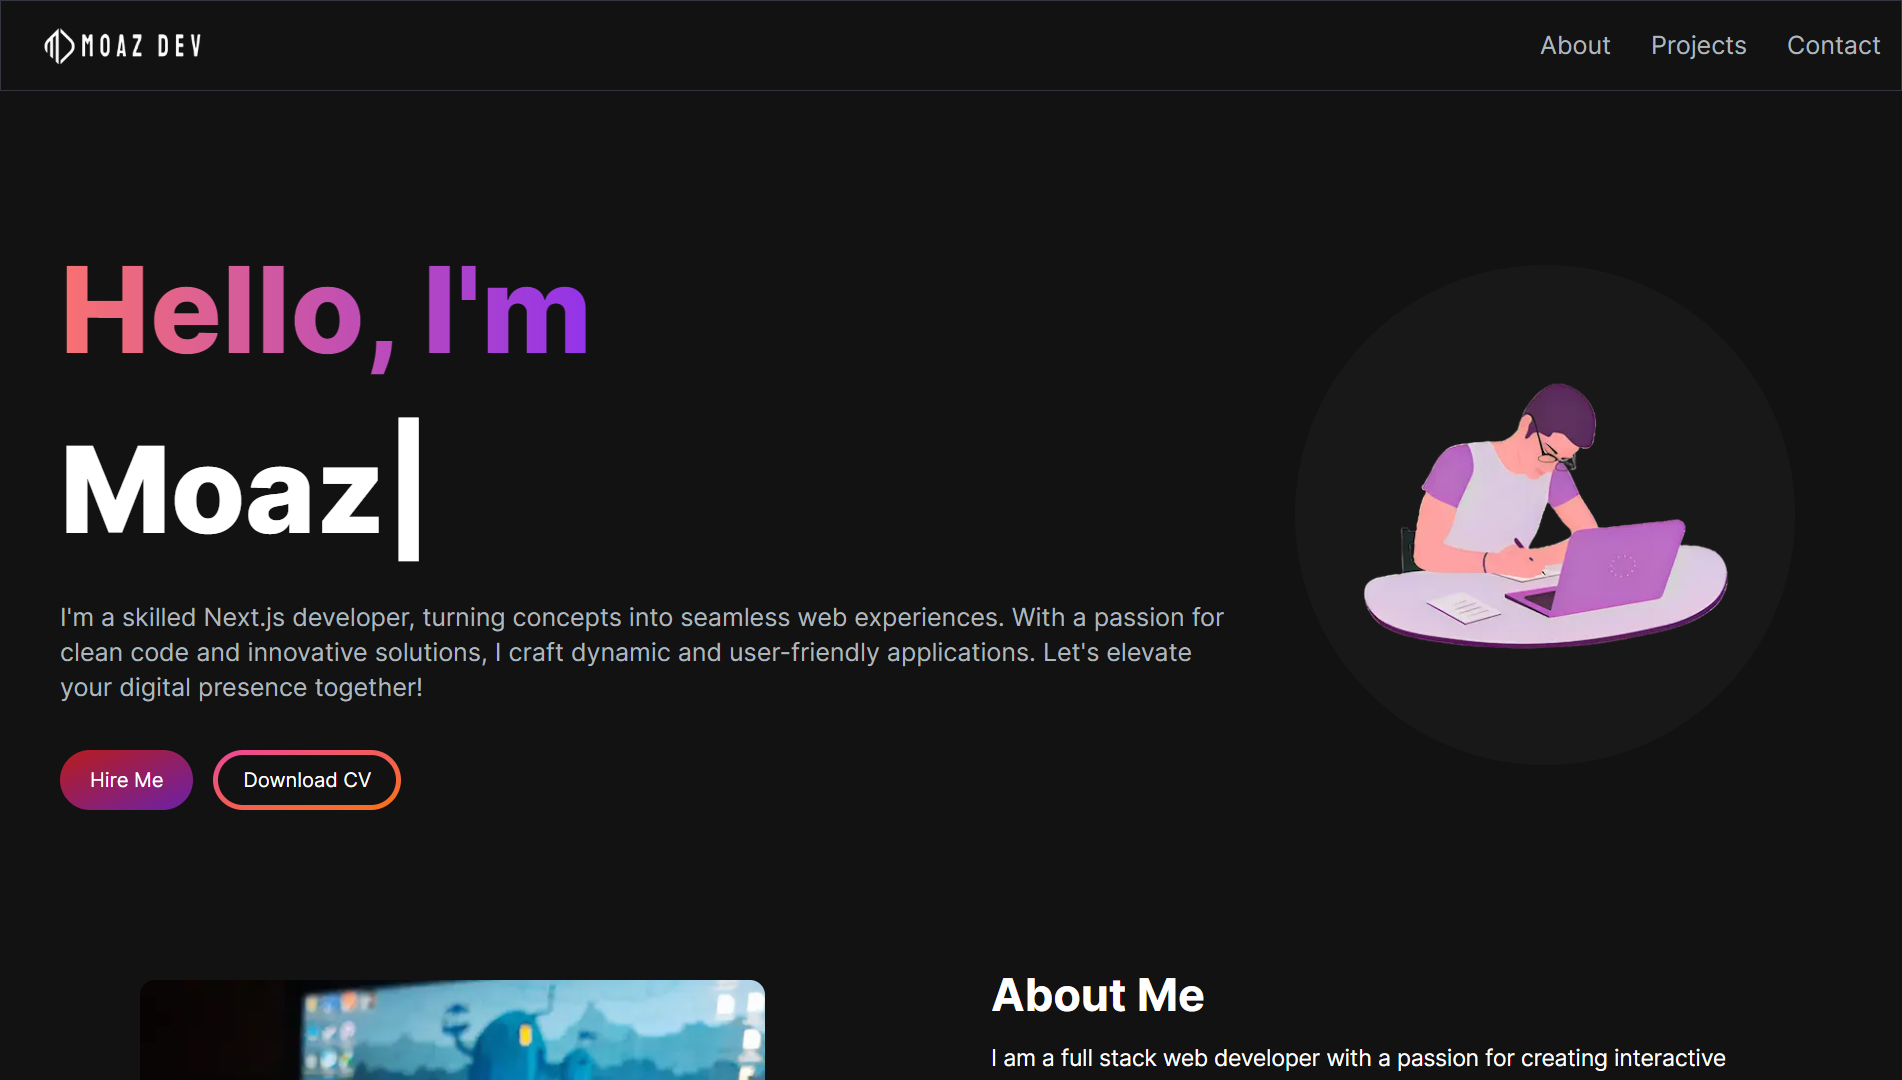 MOAZ DEV
About Projects Contact
Hello, I'm
Moaz
I'm a skilled Next.js developer, turning concepts into seamless web experiences. With a passion for
clean code and innovative solutions, I craft dynamic and user-friendly applications. Let's elevate
your digital presence together!
Hire Me Download CV
About Me
I am a full stack web developer with a passion for creating interactive